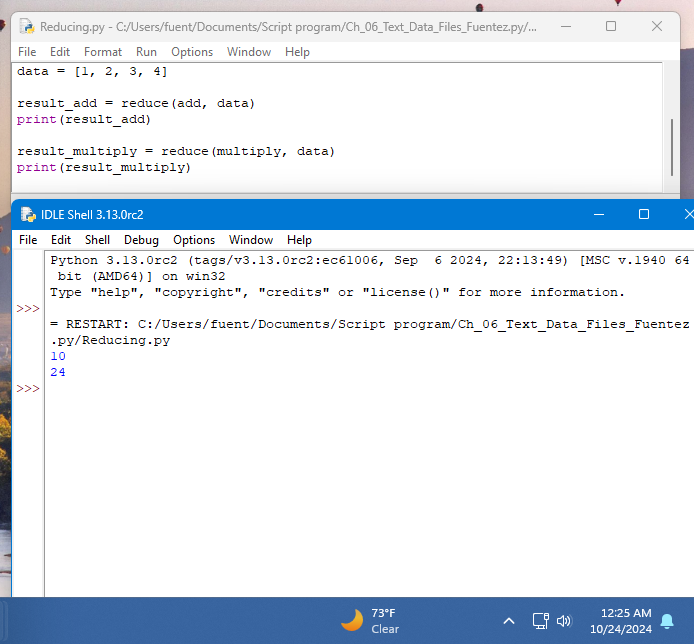 Reducing.py - C:/Users/fuent/Documents/Script program/Ch_06_Text_Data_Files_Fuentez.py/...
File Edit Format Run Options Window Help
data = [1, 2, 3, 4]
result_add = reduce(add, data)
print(result_add)
result_multiply = reduce(multiply, data)
print(result_multiply)
IDLE Shell 3.13.0rc2
File Edit Shell Debug Options Window Help
Python 3.13.0rc2 (tags/v3.13.0rc2:ec61006, Sep  6 2024, 22:13:49) [MSC v.1940 64
bit (AMD64)] on win32
Type "help", "copyright", "credits" or "license()" for more information.
>>>
= RESTART: C:/Users/fuent/Documents/Script program/Ch_06_Text_Data_Files_Fuentez
.py/Reducing.py
10
24
>>>
73°F
Clear
12:25 AM
10/24/2024